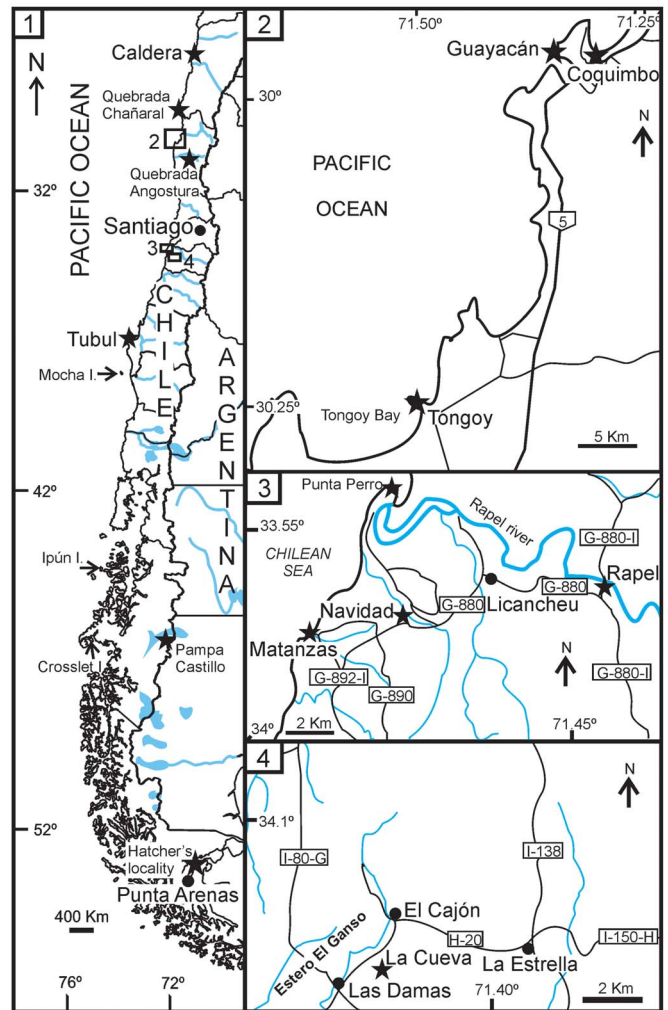 1
N
Caldera
Quebrada
Chañaral
2
PACIFIC OCEAN
32º
Quebrada
Angostura
Santiago
3
4
CHILE
Tubul
Mocha I.
ARGENTINA
42º
Ipún I.
Crosslet I.
Pampa
Castillo
52º
Hatcher's
locality
Punta Arenas
400 Km
76º
72º
2
71.50º
71.25º
Guayacán
Coquimbo
30º
N
PACIFIC
OCEAN
5
30.25º
Tongoy Bay
Tongoy
5 Km
3
Punta Perro
33.55º
Rapel river
CHILEAN
SEA
G-880-I
G-880
Rapel
Navidad
G-880
Licancheu
Matanzas
G-892-I
G-890
N
G-880-I
34º
2 Km
71.45º
4
N
34.1º
I-80-G
I-138
El Cajón
H-20
I-150-H
Estero El Ganso
La Cueva
La Estrella
Las Damas
71.40º
2 Km